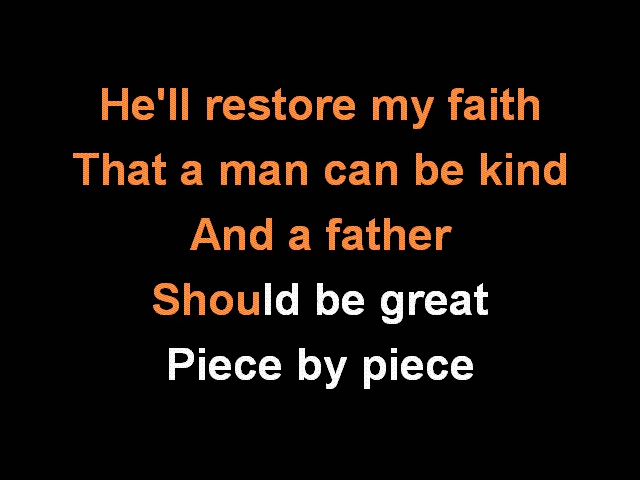 He'll restore my faith
That a man can be kind
And a father
Should be great
Piece by piece